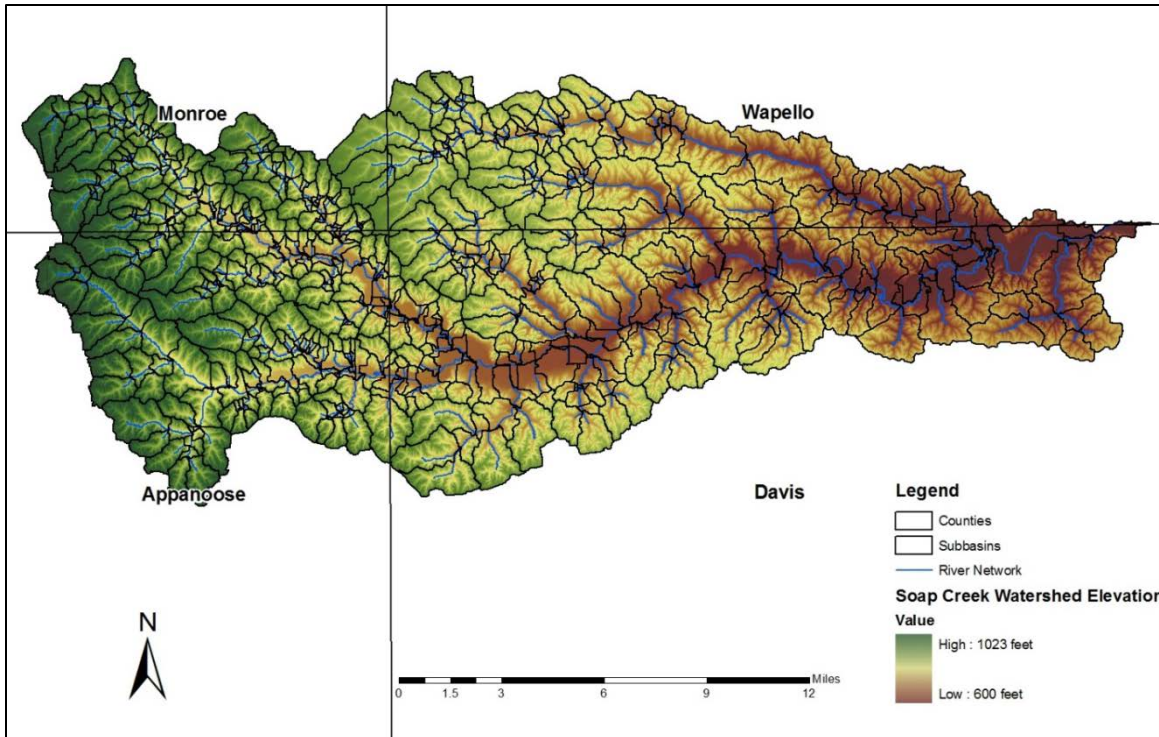 Monroe
Wapello
Appanoose
Davis
Legend
Counties
Subbasins
River Network
Soap Creek Watershed Elevation
Value
High : 1023 feet
Low : 600 feet
N
Miles
0 1.5 3 6 9 12